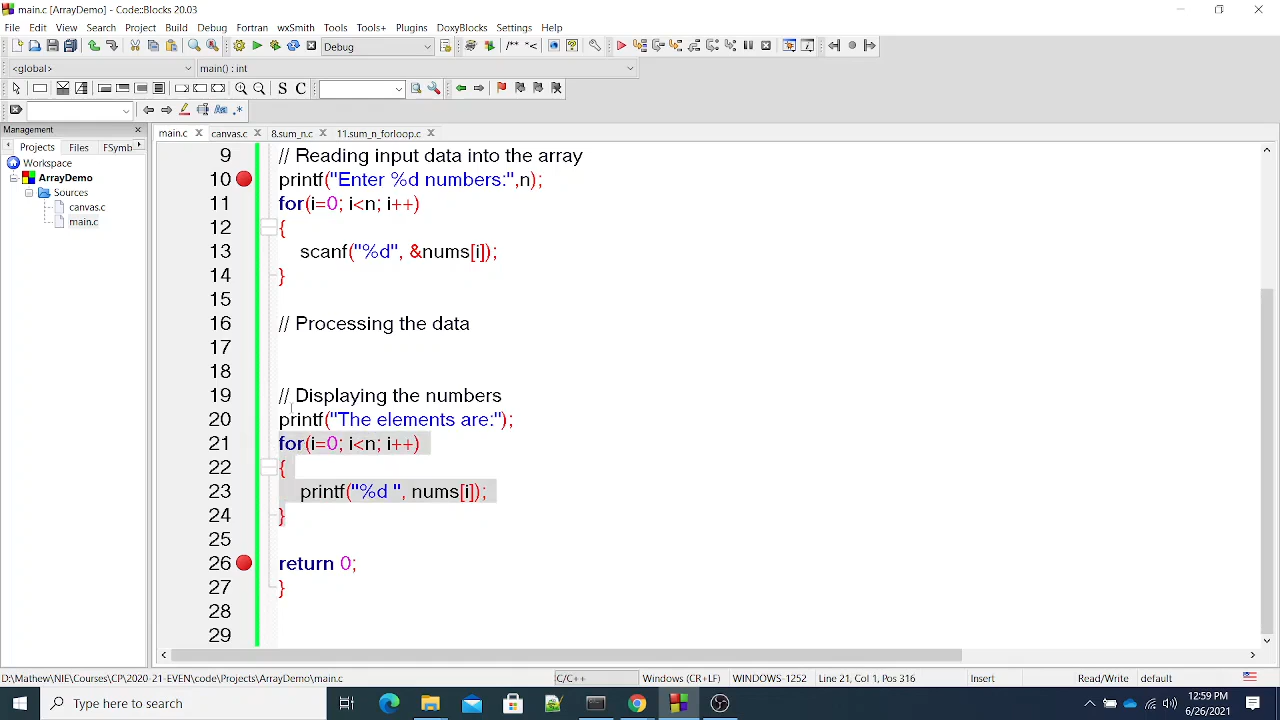 main.c [ArrayDemo] - Code::Blocks 20.03
File Edit View Search Project Build Debug Fortran wxSmith Tools Tools+ Plugins DoxyBlocks Settings Help
Debug
/** *<
<global> main() : int
S C
Aa .*
Management
main.c canvas.c 8.sum_n.c 11.sum_n_forloop.c
Projects Files FSymb
Workspace
ArrayDemo
Sources
canvas.c
main.c
9 // Reading input data into the array
10 printf("Enter %d numbers:",n);
11 for(i=0; i<n; i++)
12 {
13 scanf("%d", &nums[i]);
14 }
15
16 // Processing the data
17
18
19 // Displaying the numbers
20 printf("The elements are:");
21 for(i=0; i<n; i++)
22 {
23 printf("%d ", nums[i]);
24 }
25
26 return 0;
27 }
28
29
D:\Mathew\NIE\Courses\CP\2020-21-EVEN\code\Projects\ArrayDemo\main.c C/C++ Windows (CR+LF) WINDOWS-1252 Line 21, Col 1, Pos 316 Insert Read/Write default
Type here to search
12:59 PM
6/26/2021